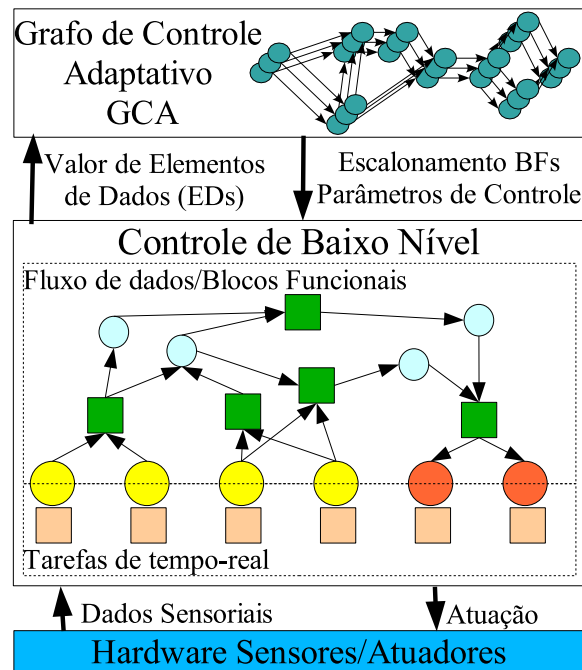 Grafo de Controle
Adaptativo
GCA
Valor de Elementos
de Dados (EDs)
Escalonamento BFs
Parâmetros de Controle
Controle de Baixo Nível
Fluxo de dados/Blocos Funcionais
Tarefas de tempo-real
Dados Sensoriais
Atuação
Hardware Sensores/Atuadores